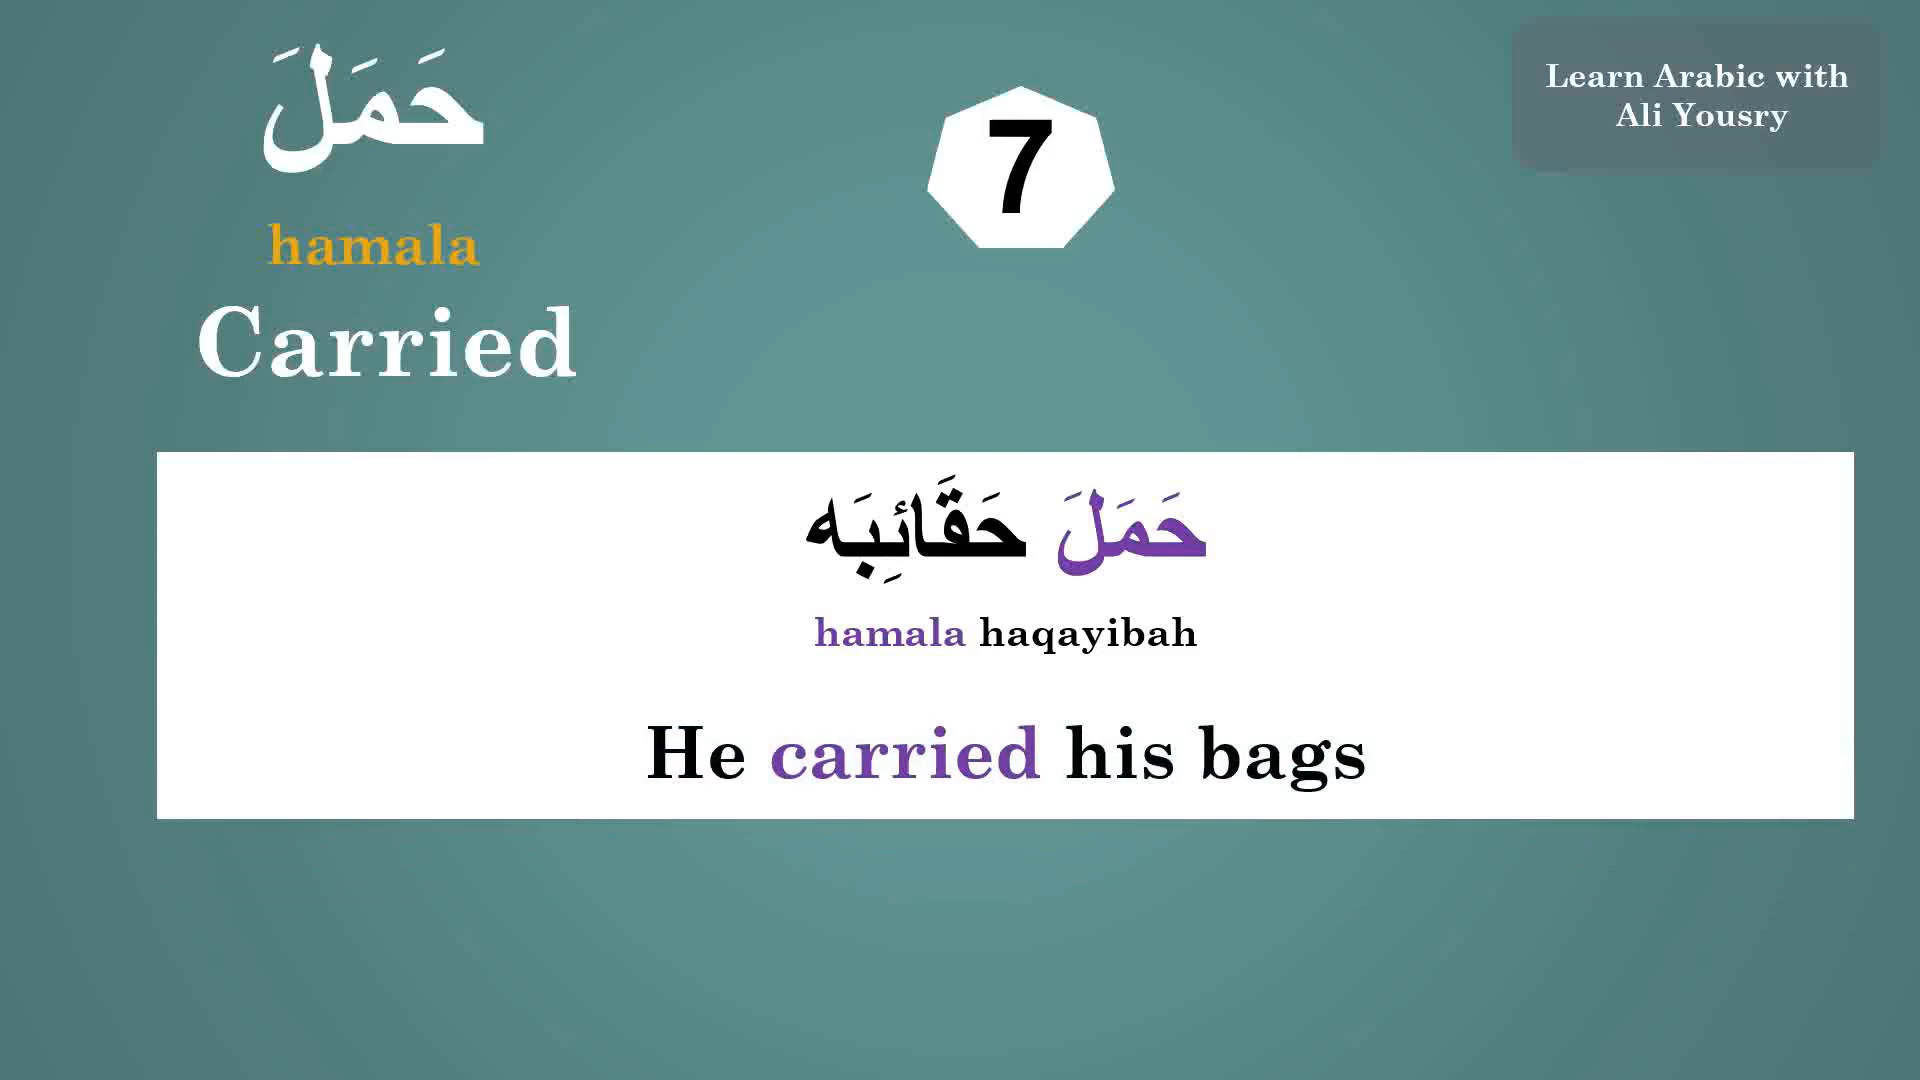 حَمَلَ
hamala
Carried
7
Learn Arabic with
Ali Yousry
حَمَلَ حَقَائِبَه
hamala haqayibah
He carried his bags